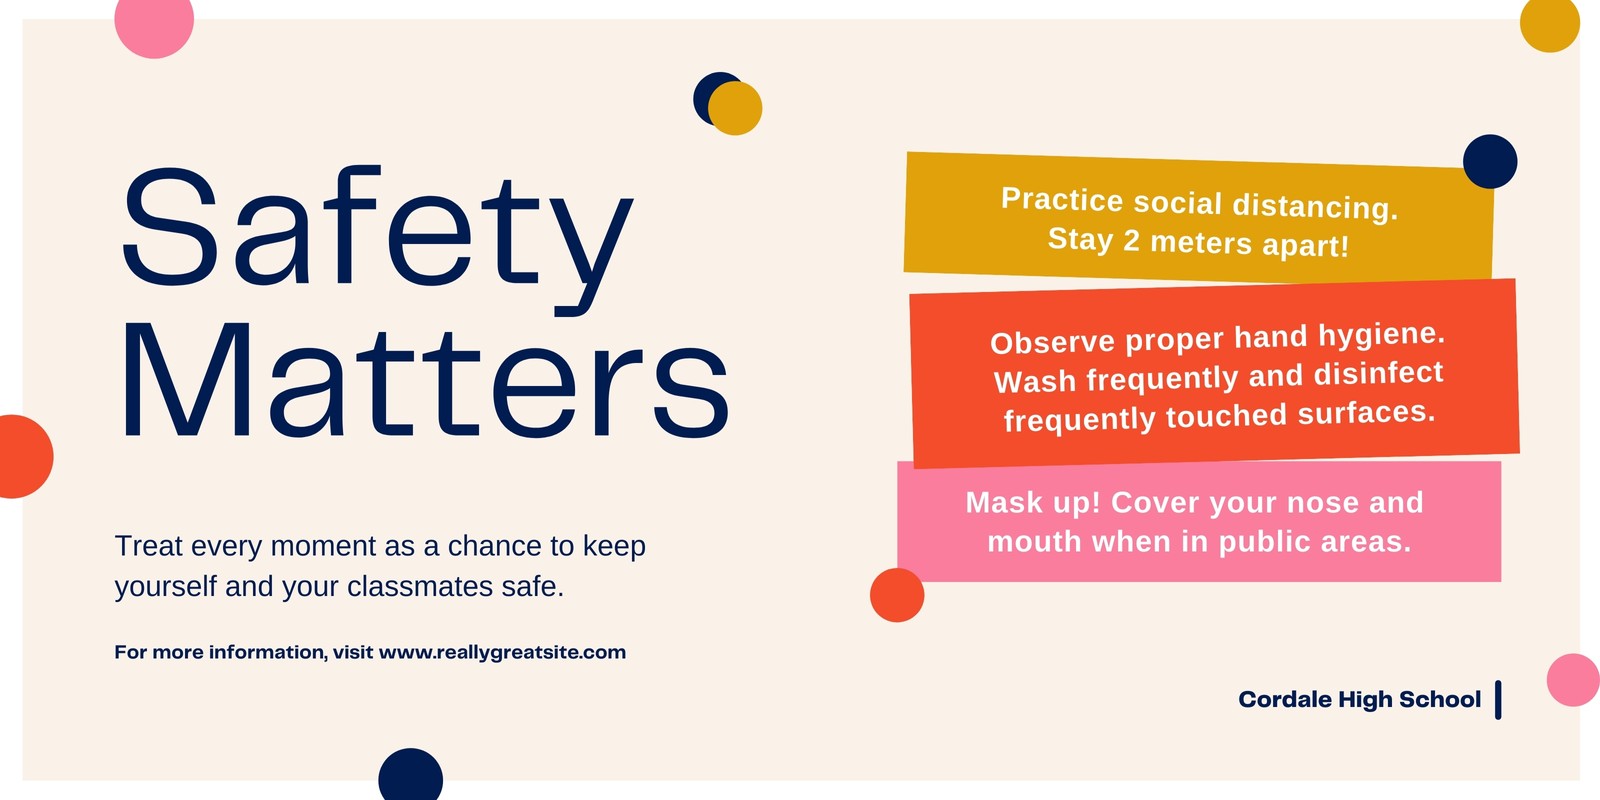 Safety
Matters
Treat every moment as a chance to keep
yourself and your classmates safe.
For more information, visit www.reallygreatsite.com
Practice social distancing.
Stay 2 meters apart!
Observe proper hand hygiene.
Wash frequently and disinfect
frequently touched surfaces.
Mask up! Cover your nose and
mouth when in public areas.
Cordale High School